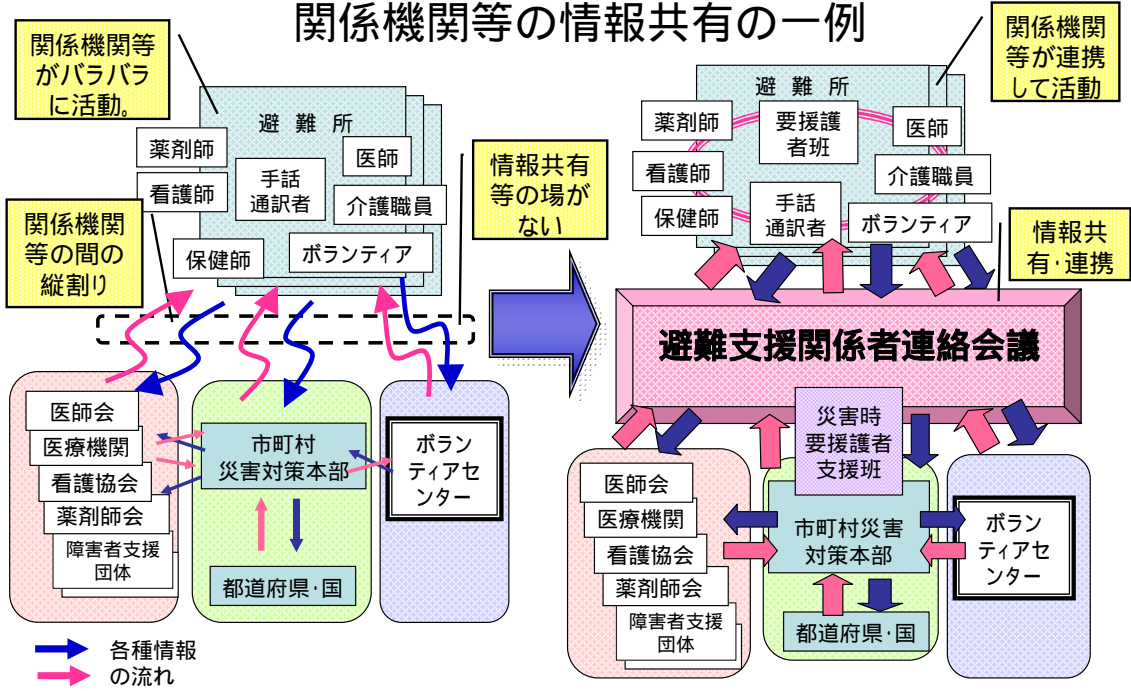 関係機関等の情報共有の一例
関係機関等
がバラバラ
に活動。
避難所
薬剤師
医師
看護師
手話
通訳者
介護職員
保健師
ボランティア
関係機関
等の間の
縦割り
情報共有
等の場が
ない
医師会
医療機関
看護協会
薬剤師会
障害者支援
団体
市町村
災害対策本部
都道府県・国
ボラン
ティアセ
ンター
各種情報
の流れ
関係機関
等が連携
して活動
避難所
薬剤師
要援護
者班
医師
看護師
介護職員
保健師
手話
通訳者
ボランティア
情報共
有・連携
避難支援関係者連絡会議
災害時
要援護者
支援班
医師会
医療機関
看護協会
薬剤師会
障害者支援
団体
市町村災害
対策本部
都道府県・国
ボラン
ティアセ
ンター